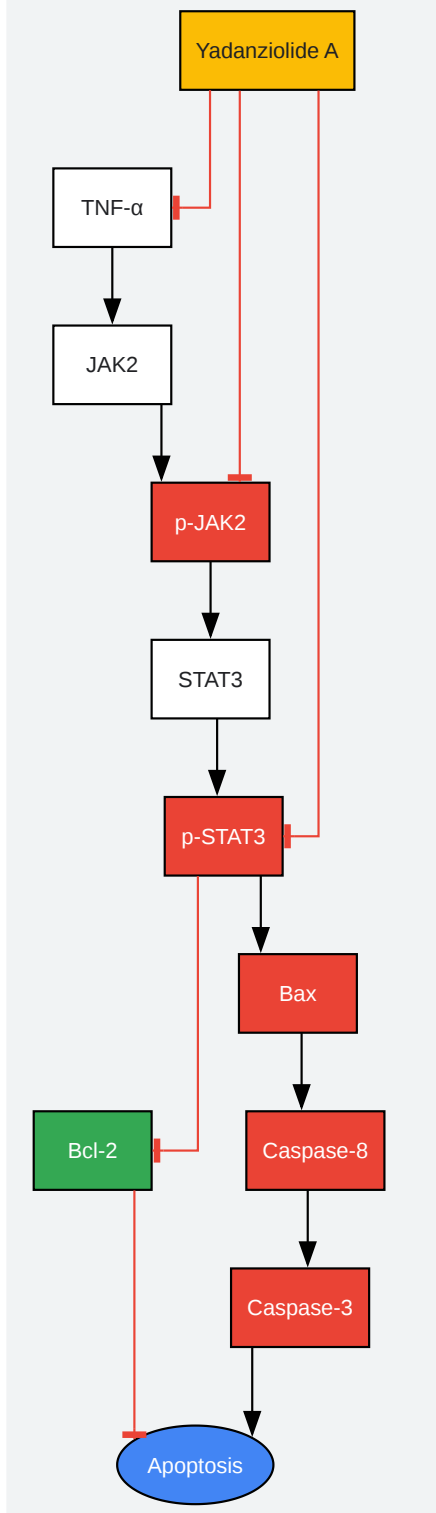 Yadanziolide A
TNF-α
JAK2
p-JAK2
STAT3
p-STAT3
Bax
Bcl-2
Caspase-8
Caspase-3
Apoptosis